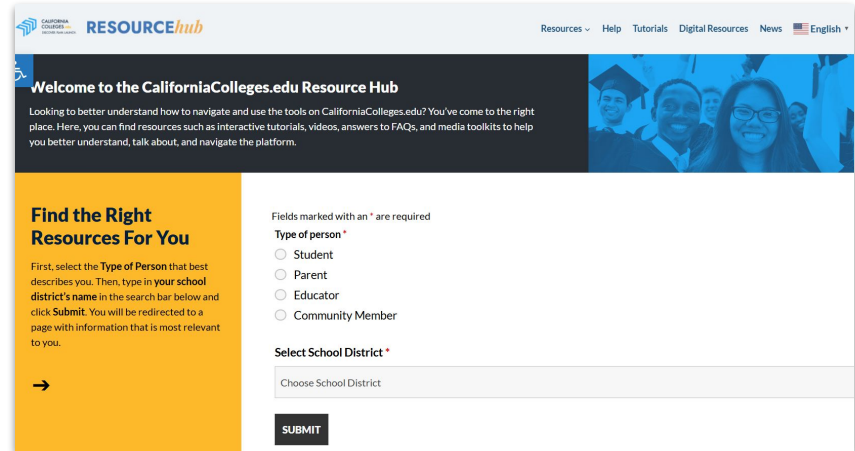 CALIFORNIA
COLLEGES.EDU
DISCOVER. PLAN. LAUNCH.
RESOURCEhub
Resources Help Tutorials Digital Resources News English
Welcome to the CaliforniaColleges.edu Resource Hub
Looking to better understand how to navigate and use the tools on CaliforniaColleges.edu? You've come to the right
place. Here, you can find resources such as interactive tutorials, videos, answers to FAQs, and media toolkits to help
you better understand, talk about, and navigate the platform.
Find the Right
Resources For You
First, select the Type of Person that best
describes you. Then, type in your school
district's name in the search bar below and
click Submit. You will be redirected to a
page with information that is most relevant
to you.
Fields marked with an * are required
Type of person *
Student
Parent
Educator
Community Member
Select School District *
Choose School District
SUBMIT